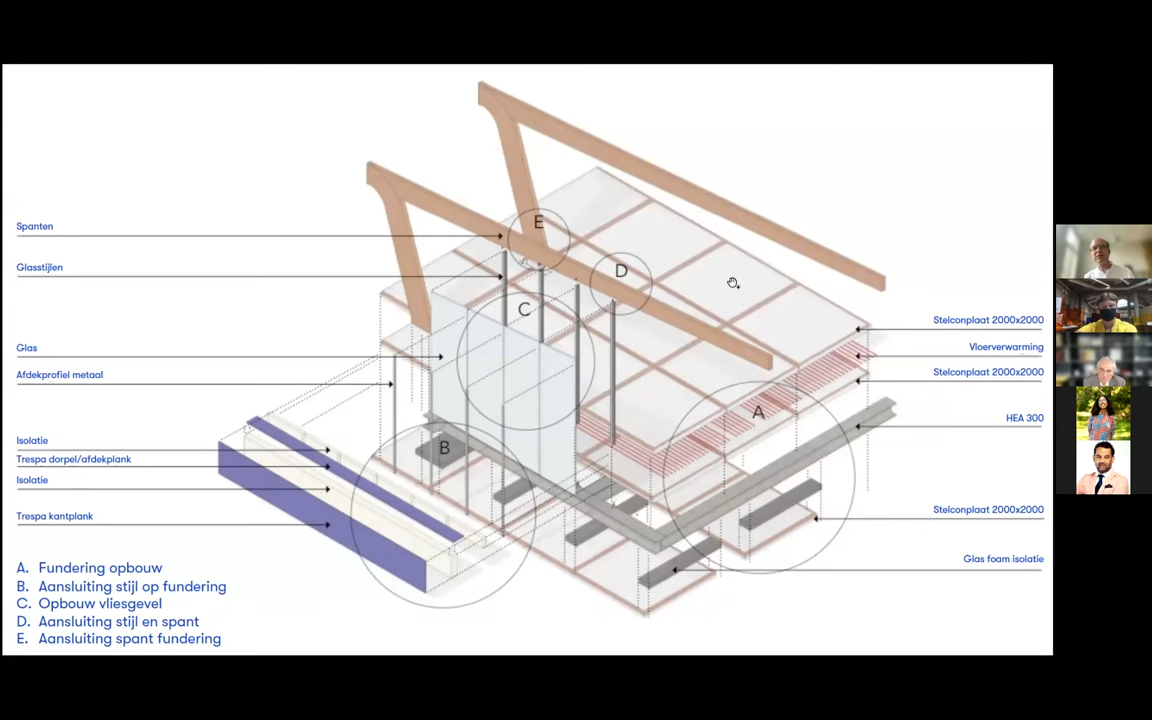 Spanten
Glasstijlen
Glas
Afdekprofiel metaal
Isolatie
Trespa dorpel/afdekplank
Isolatie
Trespa kantplank
A. Fundering opbouw
B. Aansluiting stijl op fundering
C. Opbouw vliesgevel
D. Aansluiting stijl en spant
E. Aansluiting spant fundering
E
D
C
A
B
Stelconplaat 2000x2000
Vloerverwarming
Stelconplaat 2000x2000
HEA 300
Stelconplaat 2000x2000
Glas foam isolatie